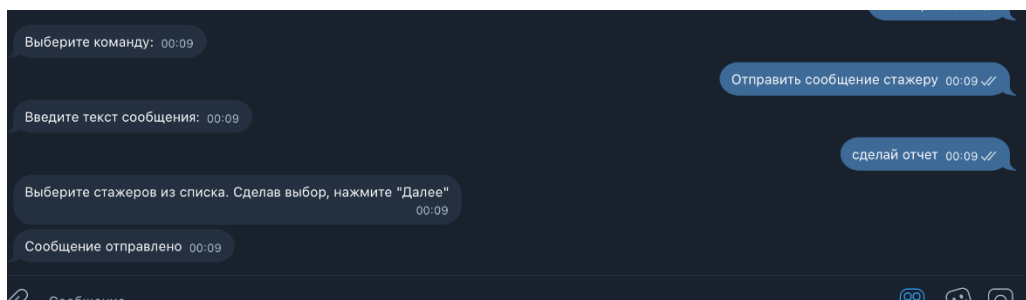 Выберите команду: 00:09
Отправить сообщение стажеру 00:09
Введите текст сообщения: 00:09
сделай отчет 00:09
Выберите стажеров из списка. Сделав выбор, нажмите "Далее"
00:09
Сообщение отправлено 00:09
Сообщение